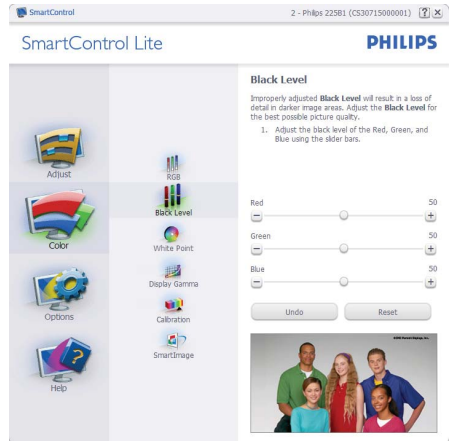 SmartControl
2 - Philips 225B1 (CS30715000001)
?
SmartControl Lite
PHILIPS
Adjust
Color
Options
Help
RGB
Black Level
White Point
Display Gamma
Calibration
SmartImage
Black Level
Improperly adjusted Black Level will result in a loss of
detail in darker image areas. Adjust the Black Level for
the best possible picture quality.
1. Adjust the black level of the Red, Green, and
Blue using the slider bars.
Red 50
Green 50
Blue 50
Undo
Reset